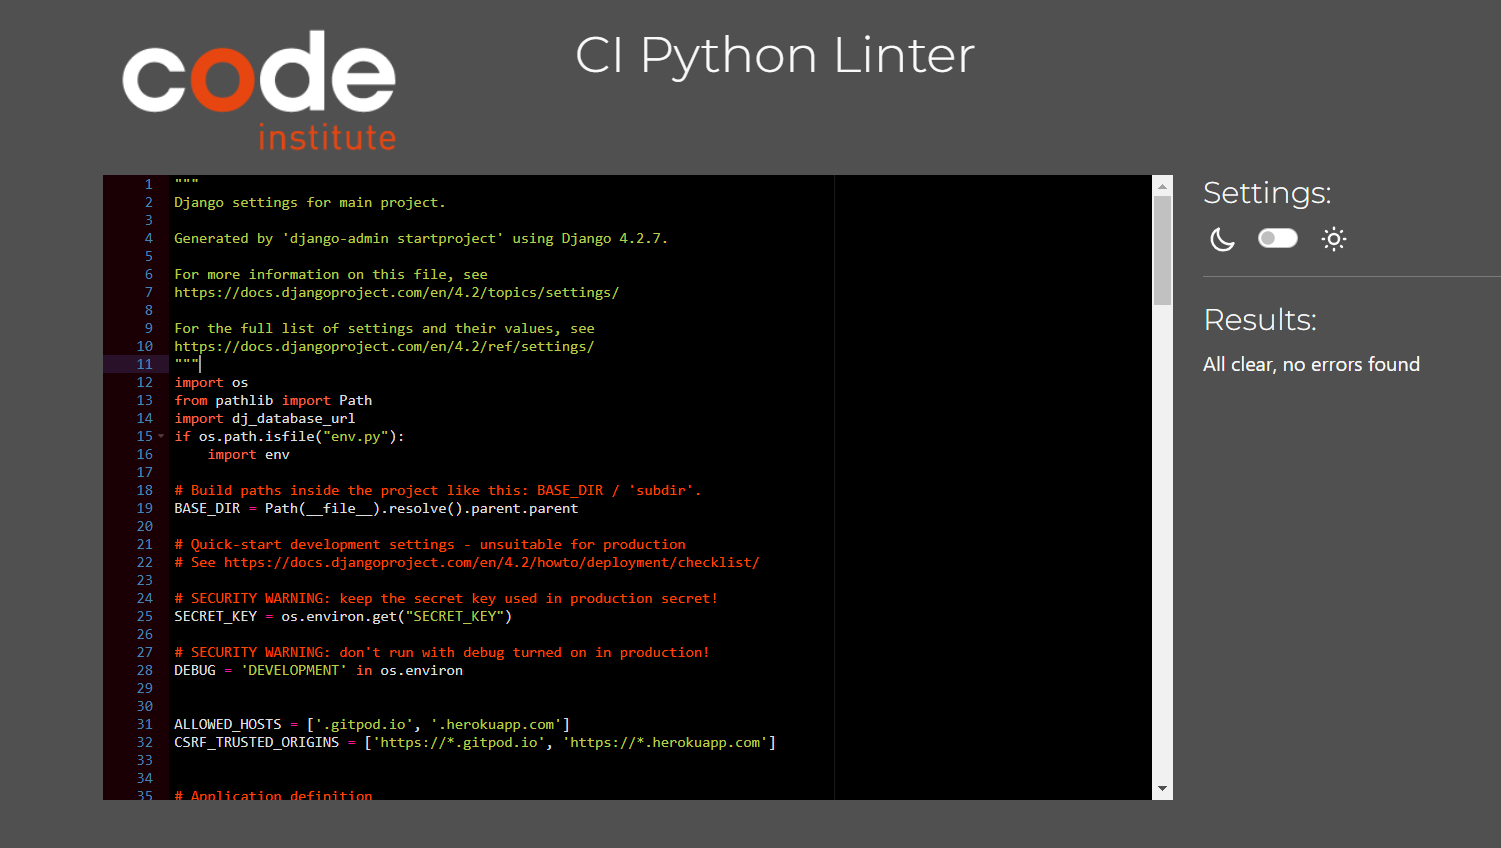 code
institute
CI Python Linter
1 """
2 Django settings for main project.
3
4 Generated by 'django-admin startproject' using Django 4.2.7.
5
6 For more information on this file, see
7 https://docs.djangoproject.com/en/4.2/topics/settings/
8
9 For the full list of settings and their values, see
10 https://docs.djangoproject.com/en/4.2/ref/settings/
11 """
12 import os
13 from pathlib import Path
14 import dj_database_url
15 if os.path.isfile("env.py"):
16     import env
17
18 # Build paths inside the project like this: BASE_DIR / 'subdir'.
19 BASE_DIR = Path(__file__).resolve().parent.parent
20
21 # Quick-start development settings - unsuitable for production
22 # See https://docs.djangoproject.com/en/4.2/howto/deployment/checklist/
23
24 # SECURITY WARNING: keep the secret key used in production secret!
25 SECRET_KEY = os.environ.get("SECRET_KEY")
26
27 # SECURITY WARNING: don't run with debug turned on in production!
28 DEBUG = 'DEVELOPMENT' in os.environ
29
30
31 ALLOWED_HOSTS = ['.gitpod.io', '.herokuapp.com']
32 CSRF_TRUSTED_ORIGINS = ['https://*.gitpod.io', 'https://*.herokuapp.com']
33
34
35 # Application definition
Settings:
Results:
All clear, no errors found